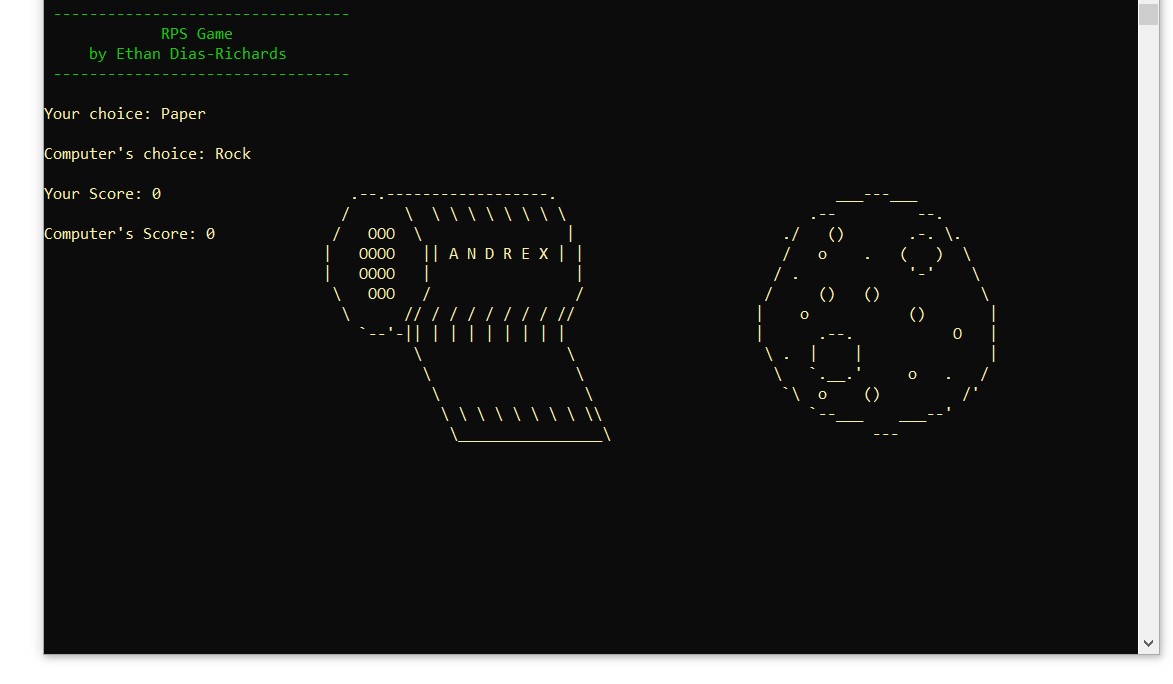 RPS Game
by Ethan Dias-Richards
Your choice: Paper
Computer's choice: Rock
Your Score: 0
Computer's Score: 0
A N D R E X